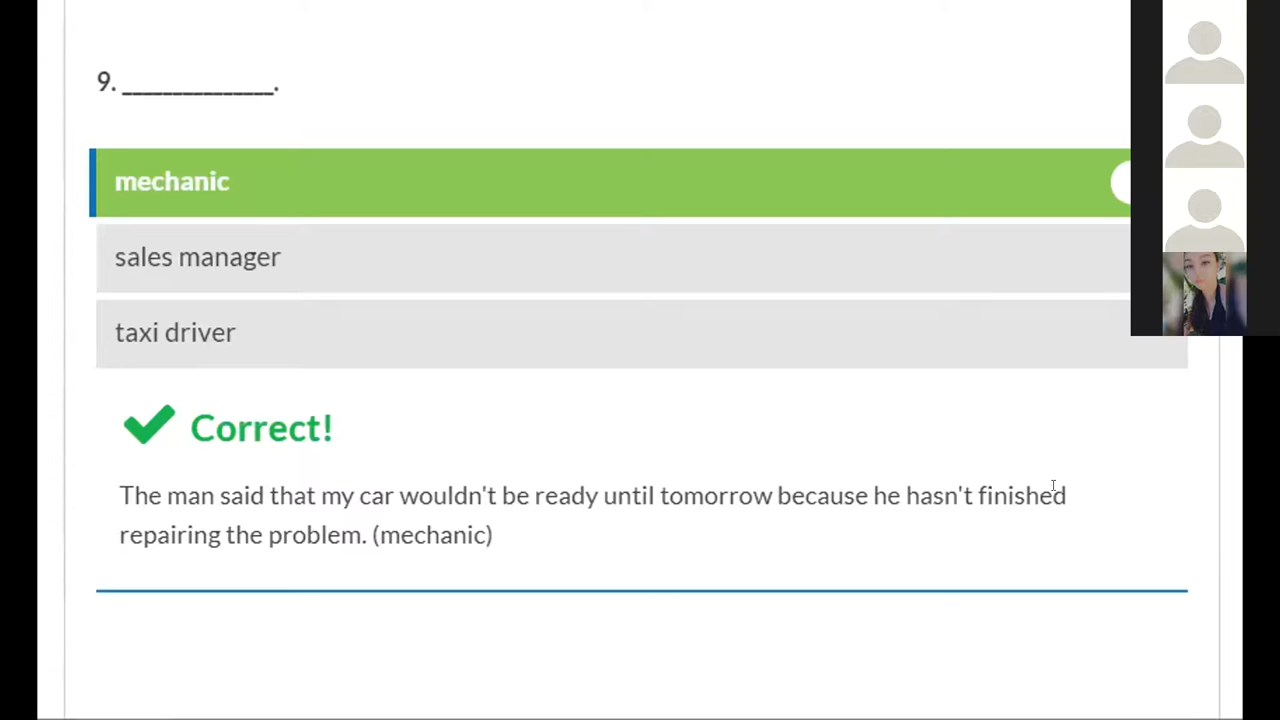 9. ______________.
mechanic
sales manager
taxi driver
Correct!
The man said that my car wouldn't be ready until tomorrow because he hasn't finished
repairing the problem. (mechanic)